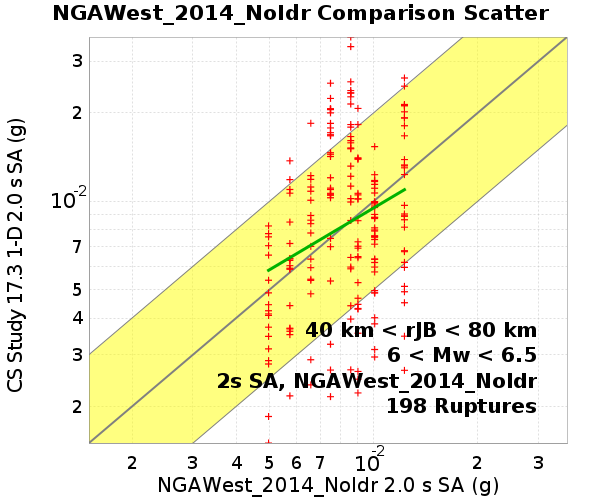 NGAWest_2014_NoIdr Comparison Scatter
CS Study 17.3 1-D 2.0 s SA (g)
3
2
10-2
7
5
4
3
2
40 km < rJB < 80 km
6 < Mw < 6.5
2s SA, NGAWest_2014_NoIdr
198 Ruptures
2 3 4 5 6 7 10-2 2 3
NGAWest_2014_NoIdr 2.0 s SA (g)